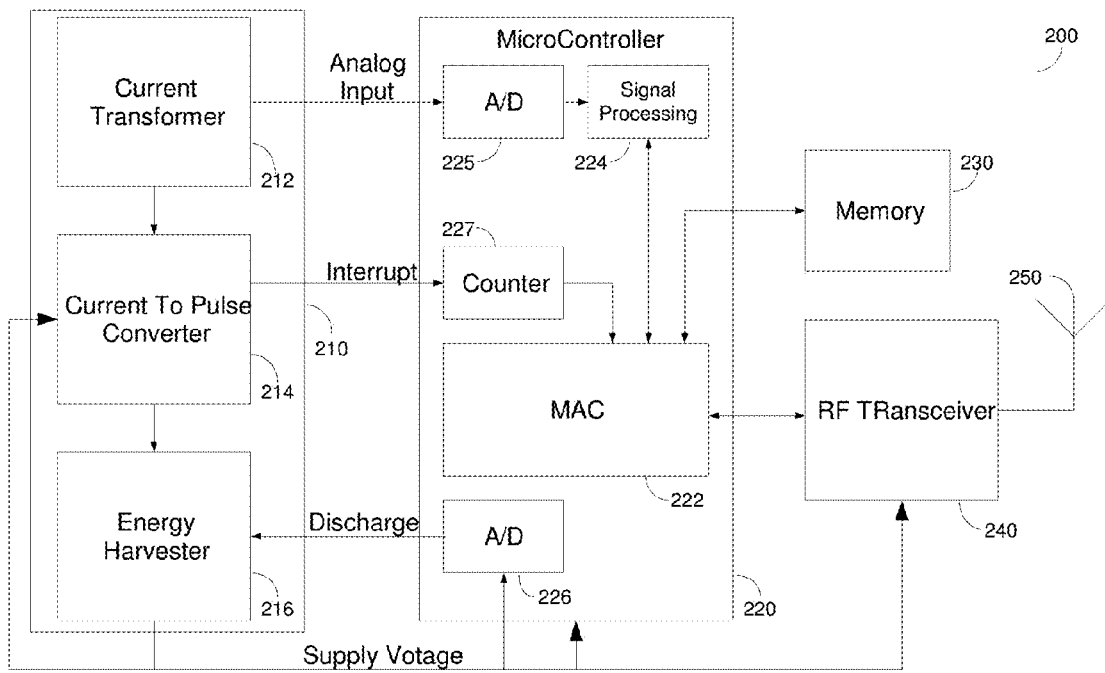 MicroController
200
Current
Transformer
212
Analog
Input
A/D
225
Signal
Processing
224
230
Memory
227
Interrupt
Counter
Current To Pulse
Converter
210
214
250
MAC
222
RF TRansceiver
240
Energy
Harvester
216
Discharge
A/D
226
220
Supply Votage